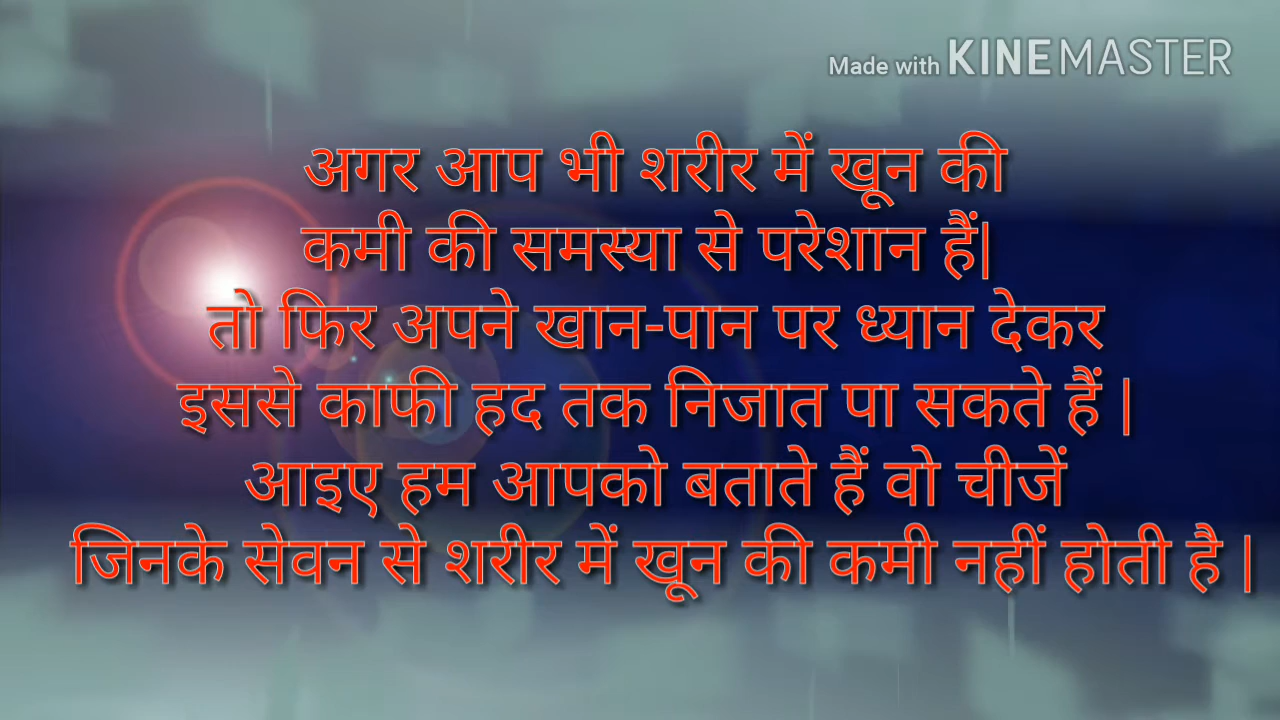 Made with KINEMASTER
अगर आप भी शरीर में खून की
कमी की समस्या से परेशान हैं|
तो फिर अपने खान-पान पर ध्यान देकर
इससे काफी हद तक निजात पा सकते हैं |
आइए हम आपको बताते हैं वो चीजें
जिनके सेवन से शरीर में खून की कमी नहीं होती है |